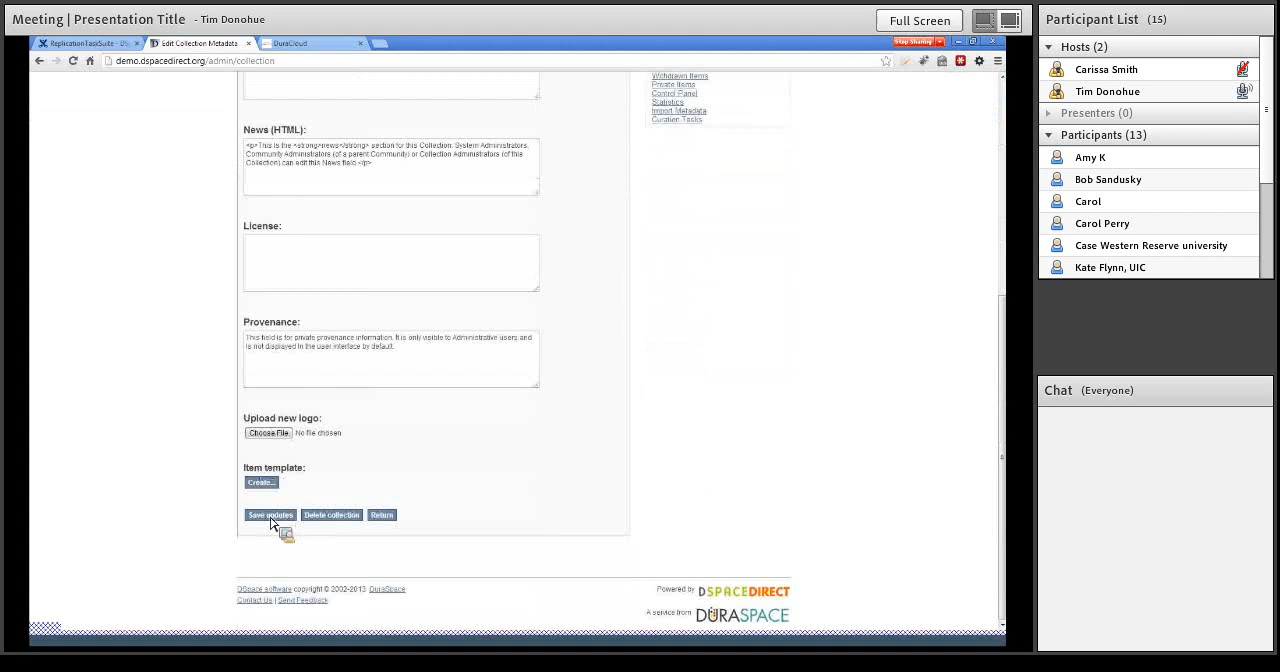 Meeting | Presentation Title - Tim Donohue
Full Screen
ReplicationTaskSuite - DS
Edit Collection Metadata
DuraCloud
Stop Sharing
demo.dspacedirect.org/admin/collection
Withdrawn Items
Private Items
Control Panel
Statistics
Import Metadata
Curation Tasks
News (HTML):
<p>This is the <strong>news</strong> section for this Collection. System Administrators,
Community Administrators (of a parent Community) or Collection Administrators (of this
Collection) can edit this News field.</p>
License:
Provenance:
This field is for private provenance information. It is only visible to Administrative users and
is not displayed in the user interface by default.
Upload new logo:
Choose File No file chosen
Item template:
Create...
Save updates Delete collection Return
DSpace software copyright © 2002-2013 DuraSpace
Contact Us | Send Feedback
Powered by DSPACEDIRECT
A service from DURASPACE
Participant List (15)
Hosts (2)
Carissa Smith
Tim Donohue
Presenters (0)
Participants (13)
Amy K
Bob Sandusky
Carol
Carol Perry
Case Western Reserve university
Kate Flynn, UIC
Chat (Everyone)